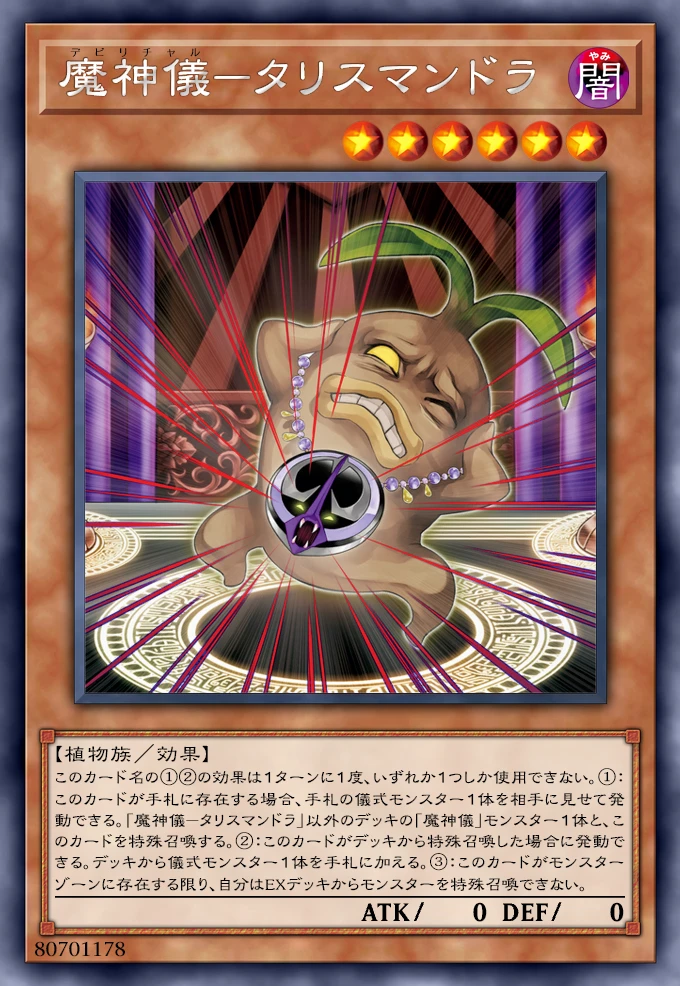 デビリチャル
魔神儀－タリスマンドラ
やみ
闇
【植物族／効果】
このカード名の①②の効果は１ターンに１度、いずれか１つしか使用できない。①：
このカードが手札に存在する場合、手札の儀式モンスター１体を相手に見せて発
動できる。「魔神儀－タリスマンドラ」以外のデッキの「魔神儀」モンスター１体と、こ
のカードを特殊召喚する。②：このカードがデッキから特殊召喚した場合に発動で
きる。デッキから儀式モンスター１体を手札に加える。③：このカードがモンスター
ゾーンに存在する限り、自分はEXデッキからモンスターを特殊召喚できない。
ATK/ 0 DEF/ 0
80701178